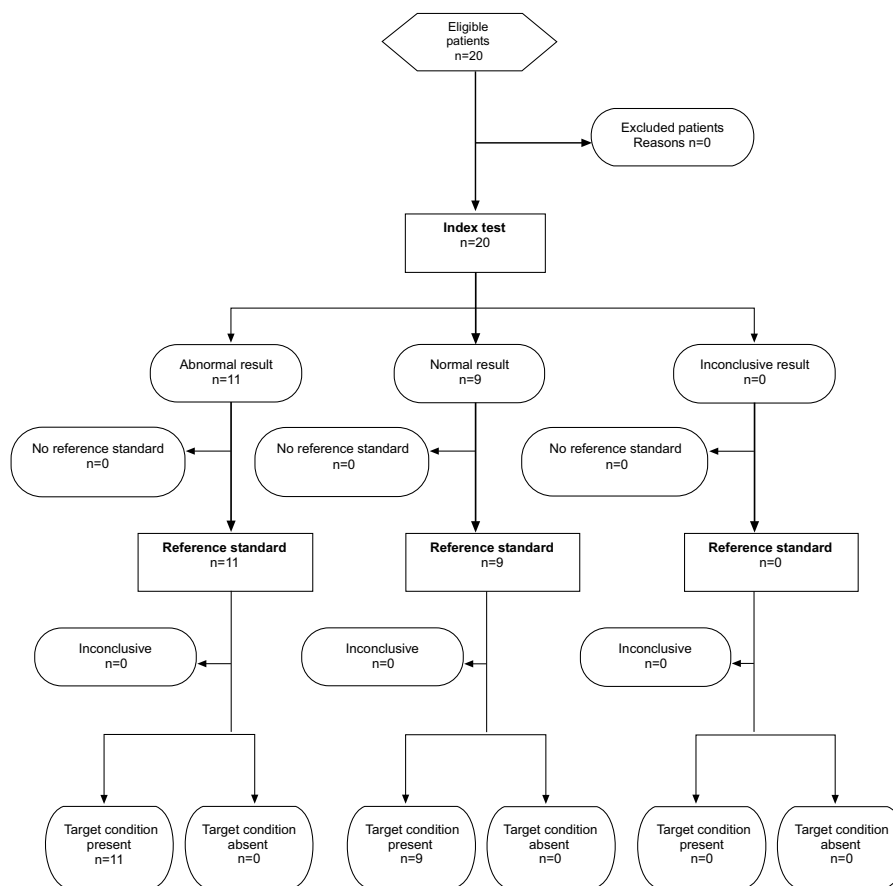 Eligible
patients
n=20
Excluded patients
Reasons n=0
Index test
n=20
Abnormal result
n=11
Normal result
n=9
Inconclusive result
n=0
No reference standard
n=0
No reference standard
n=0
No reference standard
n=0
Reference standard
n=11
Reference standard
n=9
Reference standard
n=0
Inconclusive
n=0
Inconclusive
n=0
Inconclusive
n=0
Target condition
present
n=11
Target condition
absent
n=0
Target condition
present
n=9
Target condition
absent
n=0
Target condition
present
n=0
Target condition
absent
n=0